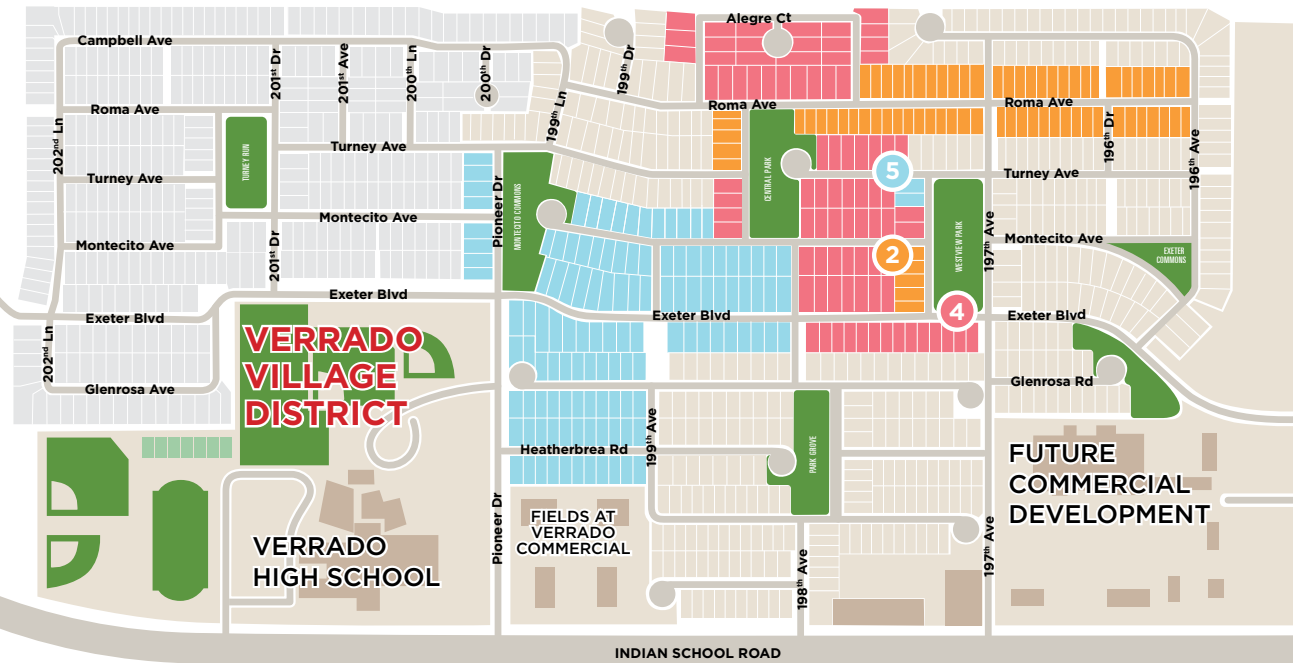 Alegre Ct
Campbell Ave
201st Dr
201st Ave
200th Ln
200th Dr
199th Dr
Roma Ave
199th Ln
Roma Ave
Roma Ave
202nd Ln
TURNEY RUN
Turney Ave
196th Dr
196th Ave
Turney Ave
5
Turney Ave
CENTRAL PARK
Pioneer Dr
MONTECITO COMMONS
Montecito Ave
WESTVIEW PARK
197th Ave
Montecito Ave
Montecito Ave
201st Dr
2
EXETER
COMMONS
Exeter Blvd
Exeter Blvd
Exeter Blvd
4
Exeter Blvd
202nd Ln
VERRADO
VILLAGE
DISTRICT
Glenrosa Ave
Glenrosa Rd
199th Ave
Heatherbrea Rd
PARK GROVE
FUTURE
COMMERCIAL
DEVELOPMENT
Pioneer Dr
FIELDS AT
VERRADO
COMMERCIAL
VERRADO
HIGH SCHOOL
198th Ave
197th Ave
INDIAN SCHOOL ROAD